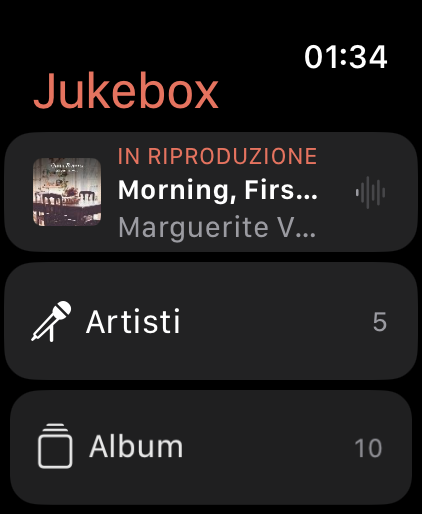 01:34
Jukebox
IN RIPRODUZIONE
Morning, Firs...
Marguerite V...
Artisti
5
Album
10